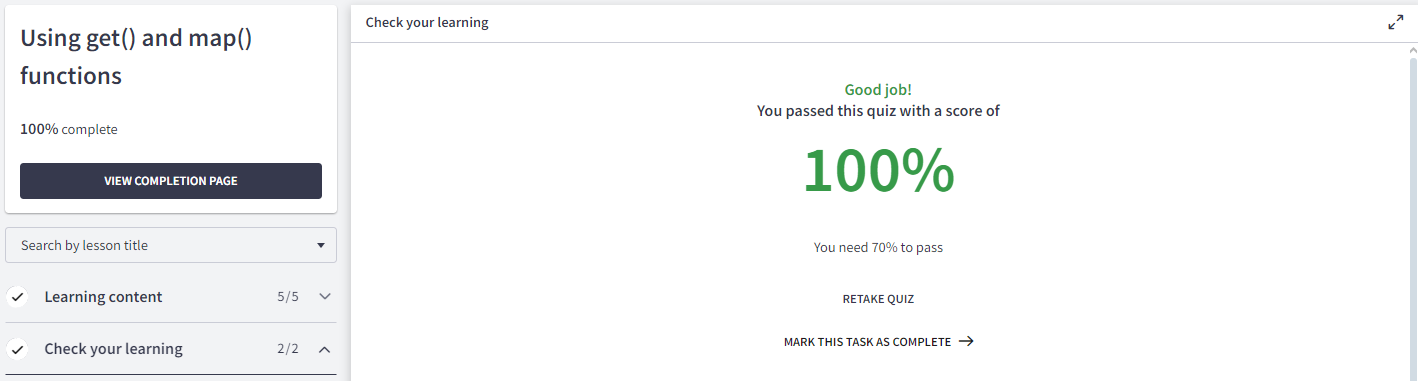 Using get() and map()
functions
100% complete
VIEW COMPLETION PAGE
Search by lesson title
Learning content 5/5
Check your learning 2/2
Check your learning
Good job!
You passed this quiz with a score of
100%
You need 70% to pass
RETAKE QUIZ
MARK THIS TASK AS COMPLETE